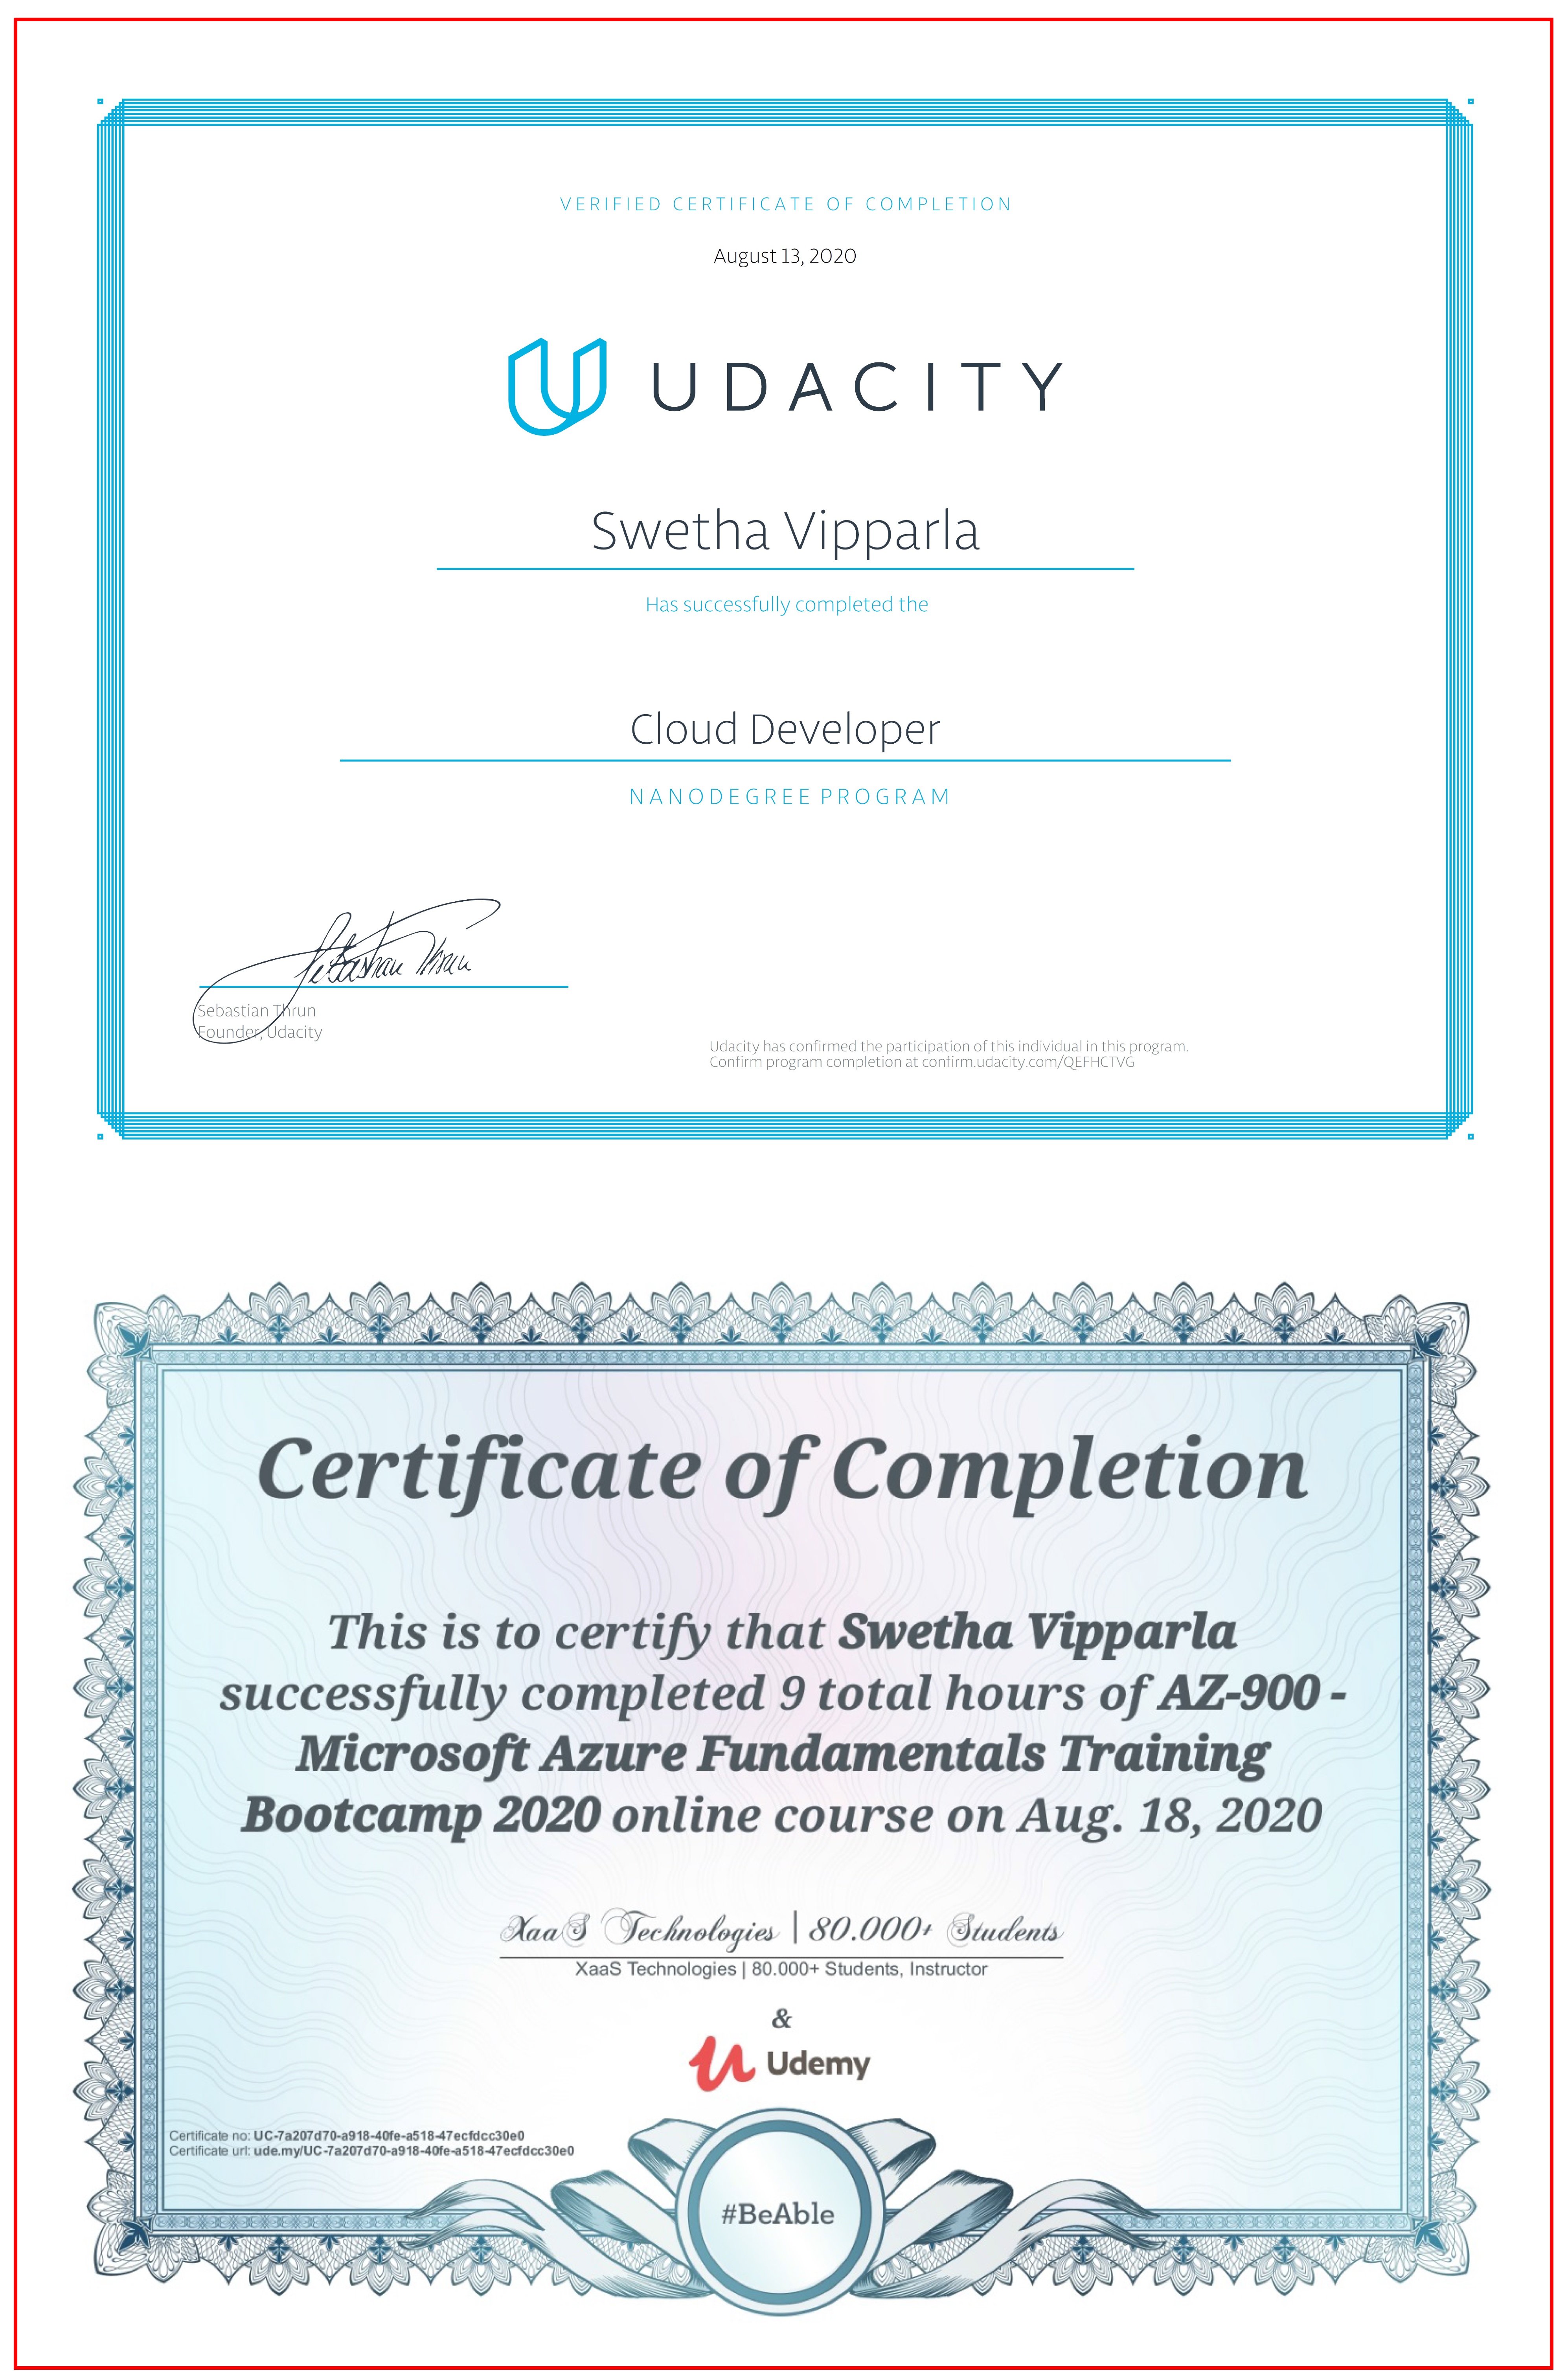 VERIFIED CERTIFICATE OF COMPLETION
August 13, 2020
UDACITY
Swetha Vipparla
Has successfully completed the
Cloud Developer
NANODEGREE PROGRAM
Sebastian Thrun
Sebastian Thrun
Founder, Udacity
Udacity has confirmed the participation of this individual in this program.
Confirm program completion at confirm.udacity.com/QEFHCTVG
Certificate of Completion
This is to certify that Swetha Vipparla
successfully completed 9 total hours of AZ-900 -
Microsoft Azure Fundamentals Training
Bootcamp 2020 online course on Aug. 18, 2020
XaaS Technologies | 80.000+ Students
XaaS Technologies | 80.000+ Students, Instructor
&
Udemy
Certificate no: UC-7a207d70-a918-40fe-a518-47ecfdcc30e0
Certificate url: ude.my/UC-7a207d70-a918-40fe-a518-47ecfdcc30e0
#BeAble